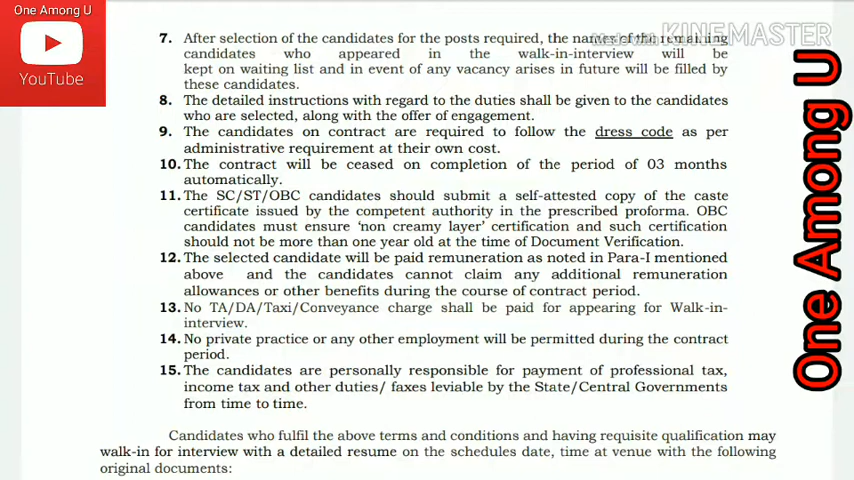 One Among U
YouTube
KINEMASTER
One Among U
7. After selection of the candidates for the posts required, the names of the remaining
candidates who appeared in the walk-in-interview will be
kept on waiting list and in event of any vacancy arises in future will be filled by
these candidates.
8. The detailed instructions with regard to the duties shall be given to the candidates
who are selected, along with the offer of engagement.
9. The candidates on contract are required to follow the dress code as per
administrative requirement at their own cost.
10. The contract will be ceased on completion of the period of 03 months
automatically.
11. The SC/ST/OBC candidates should submit a self-attested copy of the caste
certificate issued by the competent authority in the prescribed proforma. OBC
candidates must ensure ‘non creamy layer’ certification and such certification
should not be more than one year old at the time of Document Verification.
12. The selected candidate will be paid remuneration as noted in Para-I mentioned
above and the candidates cannot claim any additional remuneration
allowances or other benefits during the course of contract period.
13. No TA/DA/Taxi/Conveyance charge shall be paid for appearing for Walk-in-
interview.
14. No private practice or any other employment will be permitted during the contract
period.
15. The candidates are personally responsible for payment of professional tax,
income tax and other duties/ faxes leviable by the State/Central Governments
from time to time.
Candidates who fulfil the above terms and conditions and having requisite qualification may
walk-in for interview with a detailed resume on the schedules date, time at venue with the following
original documents: